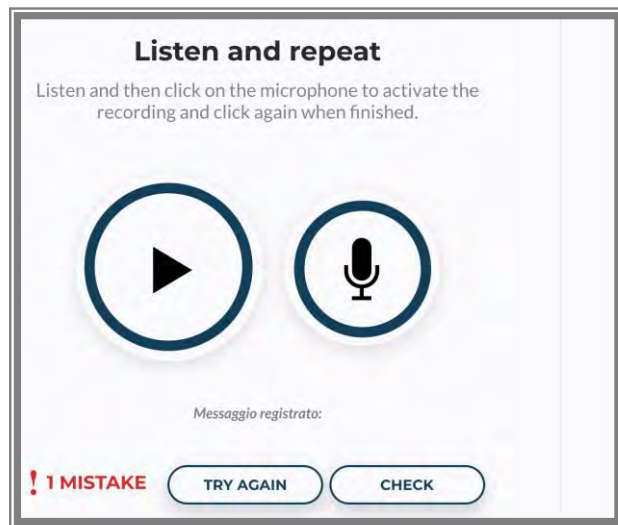 Listen and repeat
Listen and then click on the microphone to activate the
recording and click again when finished.
Messaggio registrato:
! 1 MISTAKE TRY AGAIN CHECK